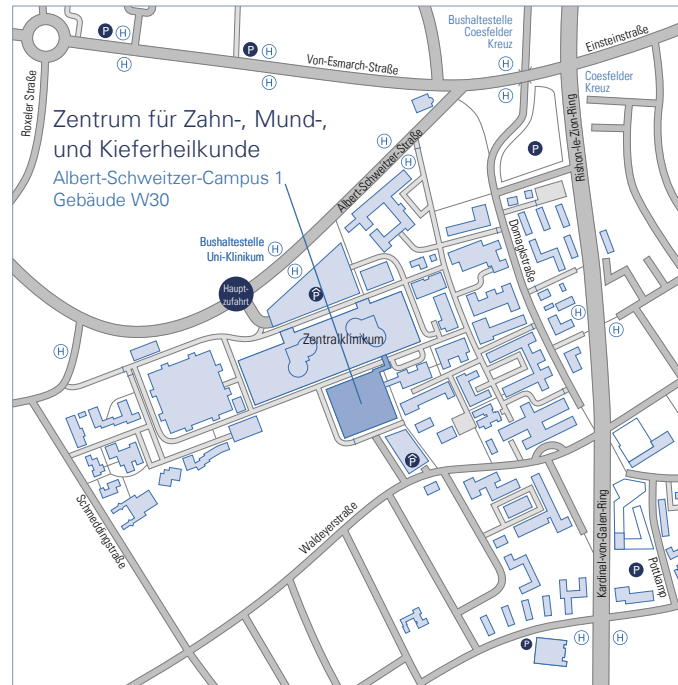 Bushaltestelle
Coesfelder
Kreuz
P
H
H
P
H
H
H
H
Von-Esmarch-Straße
Einsteinstraße
Coesfelder
Kreuz
Roxeler Straße
Zentrum für Zahn-, Mund-,
und Kieferheilkunde
Albert-Schweitzer-Campus 1
Gebäude W30
Albert-Schweitzer-Straße
P
Rishon-le-Zion-Ring
Domagkstraße
Bushaltestelle
Uni-Klinikum
H
H
Haupt-
zufahrt
P
H
H
Zentralklinikum
H
P
Schmeddingstraße
Waldeyerstraße
Kardinal-von-Galen-Ring
P
Pottkamp
P
H
H